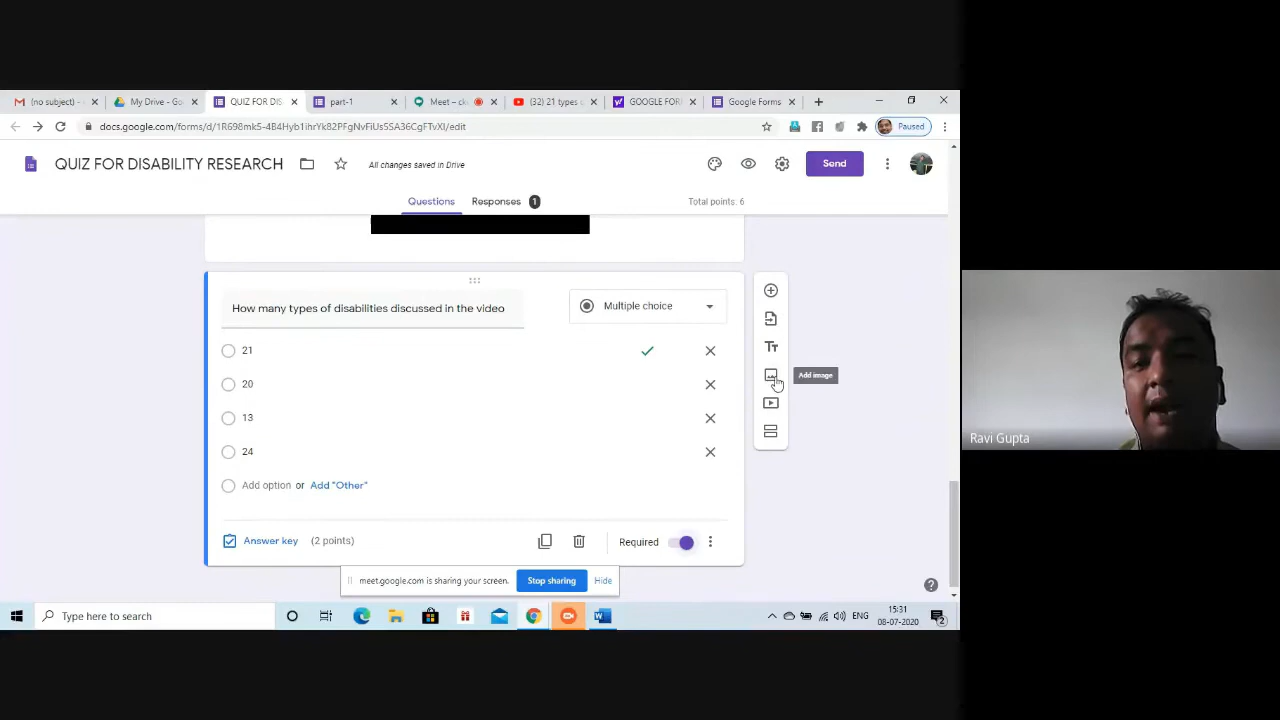 (no subject) -
My Drive - Go
QUIZ FOR DIS
part-1
Meet – ck
(32) 21 types o
GOOGLE FOR
Google Forms
docs.google.com/forms/d/1R698mk5-4B4Hyb1ihrYk82PFgNvFiUsSSA36CgFTvXI/edit
Paused
QUIZ FOR DISABILITY RESEARCH
All changes saved in Drive
Send
Questions
Responses 1
Total points: 6
How many types of disabilities discussed in the video
Multiple choice
21
20
13
24
Add option or Add "Other"
Add image
Answer key (2 points)
Required
meet.google.com is sharing your screen.
Stop sharing
Hide
Type here to search
ENG
15:31
08-07-2020
2
Ravi Gupta